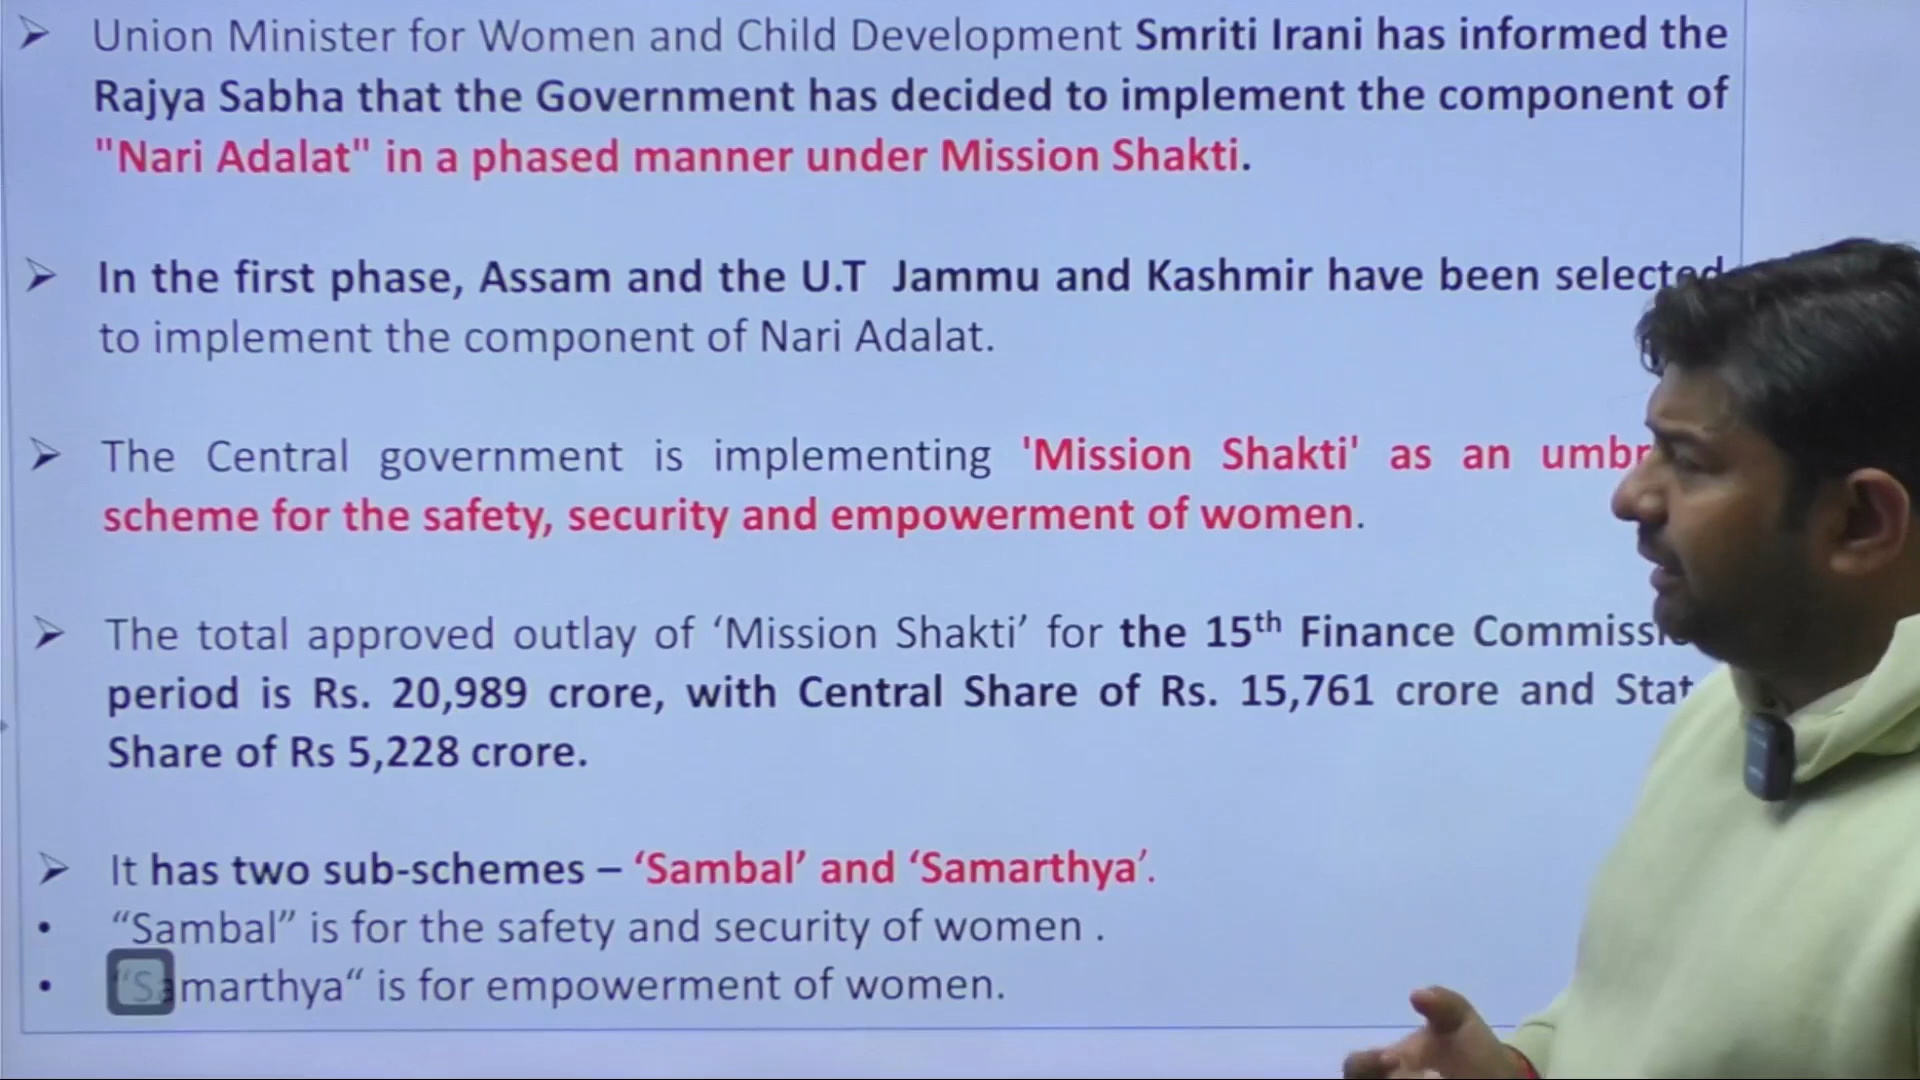 Union Minister for Women and Child Development Smriti Irani has informed the
Rajya Sabha that the Government has decided to implement the component of
"Nari Adalat" in a phased manner under Mission Shakti.
In the first phase, Assam and the U.T Jammu and Kashmir have been selected
to implement the component of Nari Adalat.
The Central government is implementing 'Mission Shakti' as an
scheme for the safety, security and empowerment of women.
The total approved outlay of ‘Mission Shakti’ for the 15th Finance
period is Rs. 20,989 crore, with Central Share of Rs. 15,761 crore and
Share of Rs 5,228 crore.
It has two sub-schemes – ‘Sambal’ and ‘Samarthya’.
• “Sambal” is for the safety and security of women .
• “Samarthya“ is for empowerment of women.